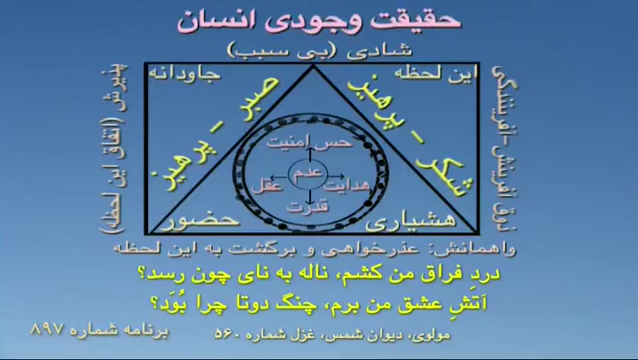 حقیقت وجودی انسان
شادی (بی سبب)
این لحظه
جاودانه
ذوق آفرینش-آفرینندگی
پذیرش (اتفاق این لحظه)
شکر - پرهیز
صبر - پرهیز
حس امنیت
هدایت
عدم
عقل
قدرت
هشیاری
حضور
واهمانش: عذرخواهی و برگشت به این لحظه
دردِ فراق من کشم، ناله به نای چون رسد؟
آتشِ عشق من برم، چنگ دوتا چرا بُوَد؟
مولوی، دیوان شمس، غزل شماره ۵۶۰
برنامه شماره ۸۹۷